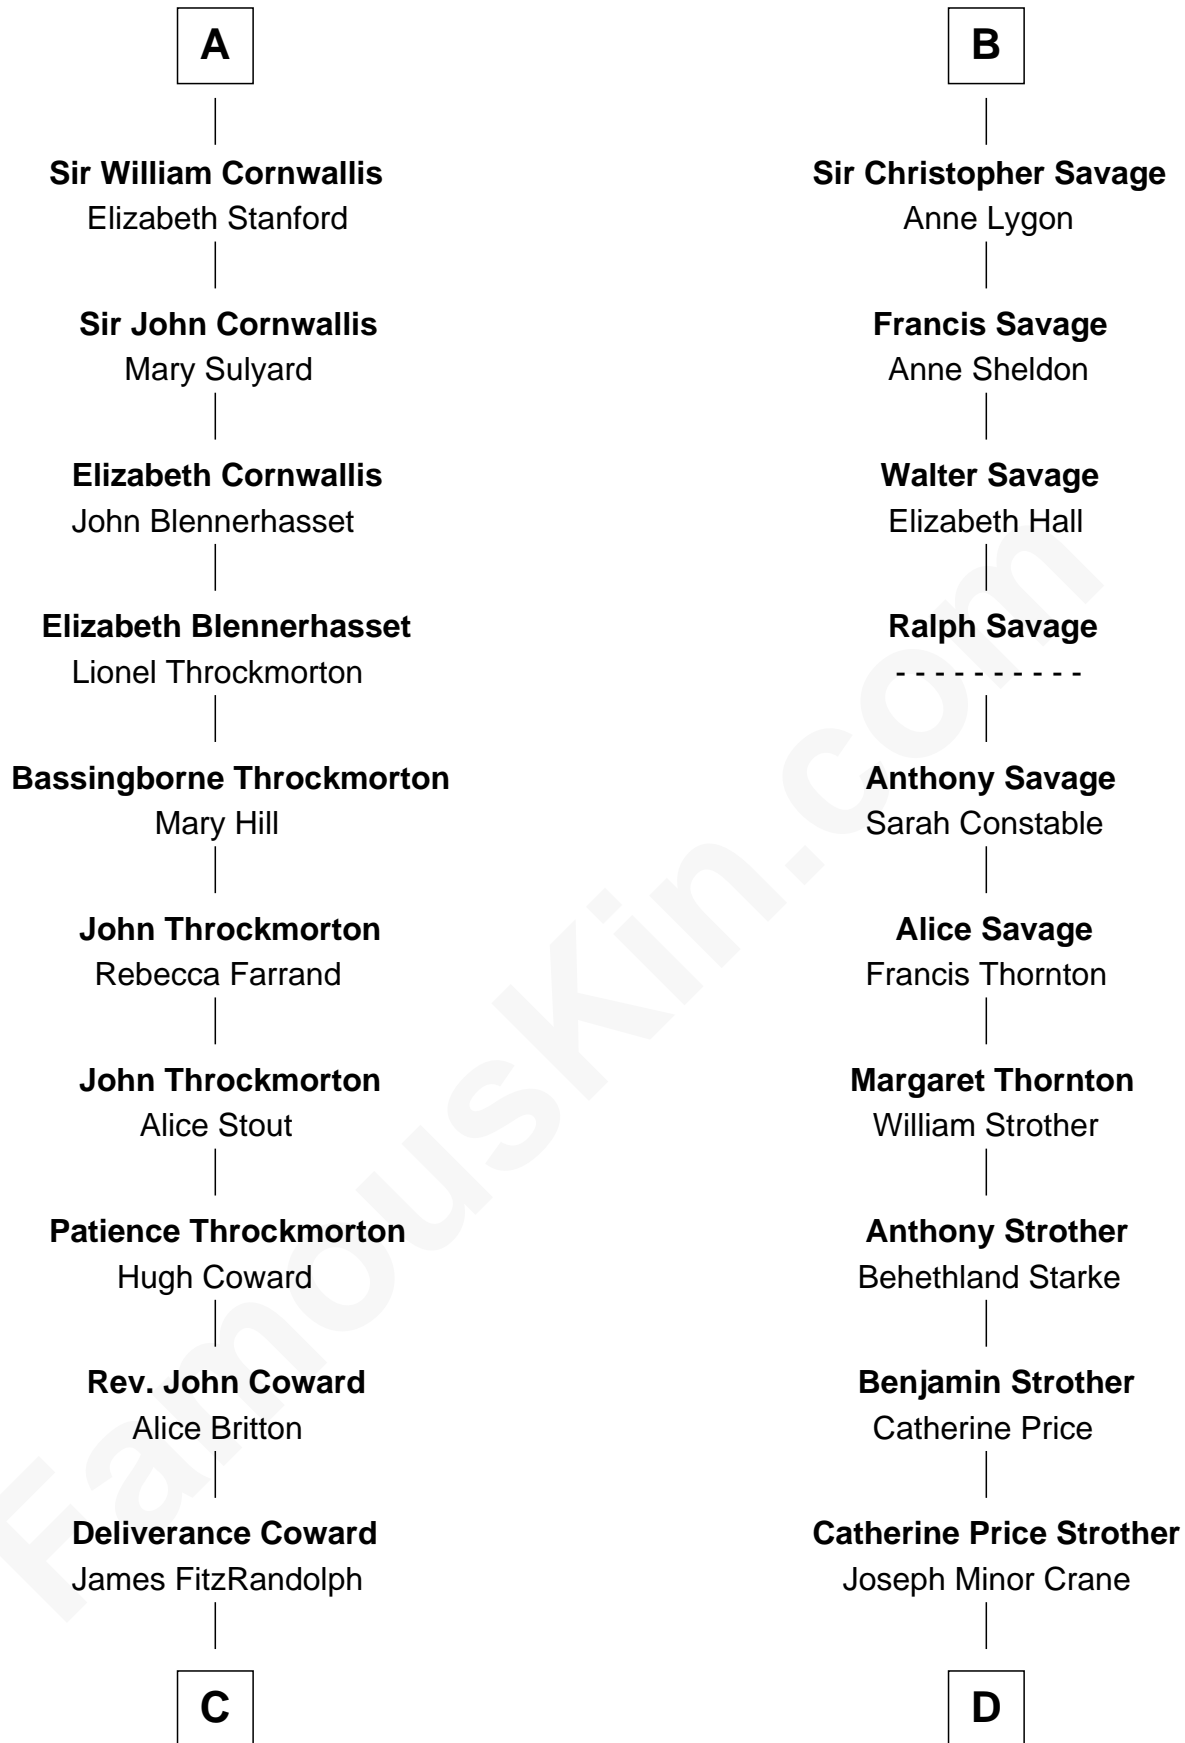 A
Sir William Cornwallis
Elizabeth Stanford
Sir John Cornwallis
Mary Sulyard
Elizabeth Cornwallis
John Blennerhasset
Elizabeth Blennerhasset
Lionel Throckmorton
Bassingborne Throckmorton
Mary Hill
John Throckmorton
Rebecca Farrand
John Throckmorton
Alice Stout
Patience Throckmorton
Hugh Coward
Rev. John Coward
Alice Britton
Deliverance Coward
James FitzRandolph
C
B
Sir Christopher Savage
Anne Lygon
Francis Savage
Anne Sheldon
Walter Savage
Elizabeth Hall
Ralph Savage
- - - - - - - - - -
Anthony Savage
Sarah Constable
Alice Savage
Francis Thornton
Margaret Thornton
William Strother
Anthony Strother
Behethland Starke
Benjamin Strother
Catherine Price
Catherine Price Strother
Joseph Minor Crane
D
FamousKin.com